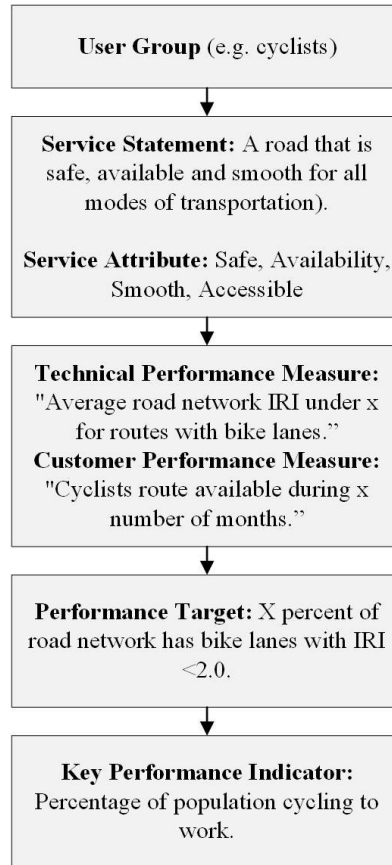 User Group (e.g. cyclists)
Service Statement: A road that is
safe, available and smooth for all
modes of transportation).
Service Attribute: Safe, Availability,
Smooth, Accessible
Technical Performance Measure:
"Average road network IRI under x
for routes with bike lanes.”
Customer Performance Measure:
"Cyclists route available during x
number of months.”
Performance Target: X percent of
road network has bike lanes with IRI
<2.0.
Key Performance Indicator:
Percentage of population cycling to
work.